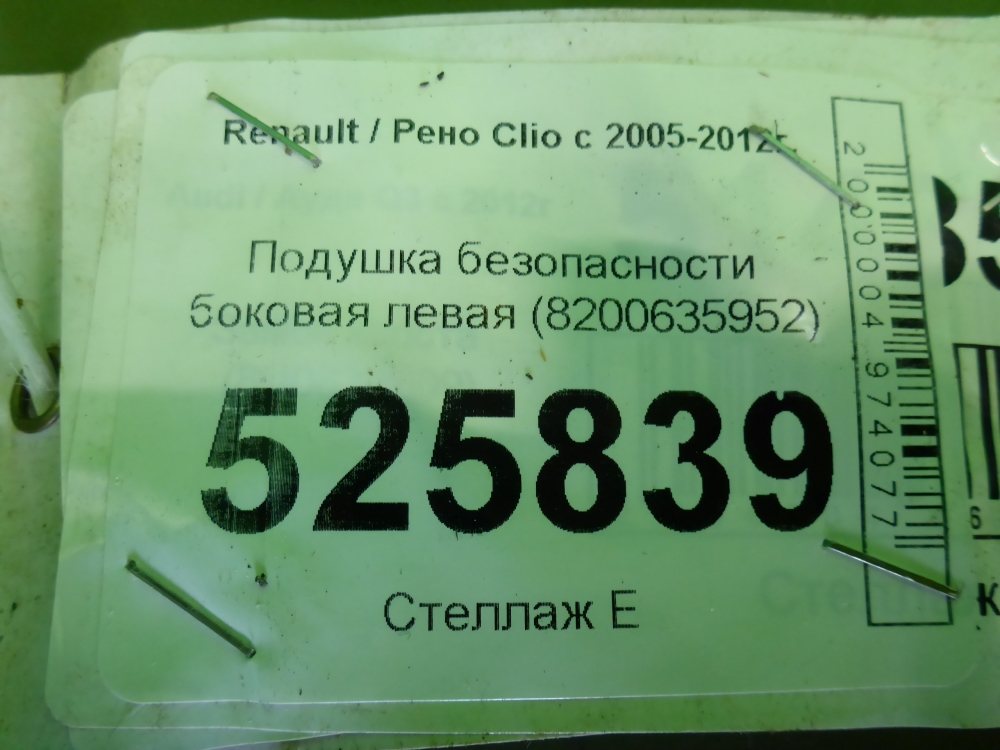 Renault / Рено Clio с 2005-2012г.
Подушка безопасности
боковая левая (8200635952)
525839
Стеллаж Е
2000004974077